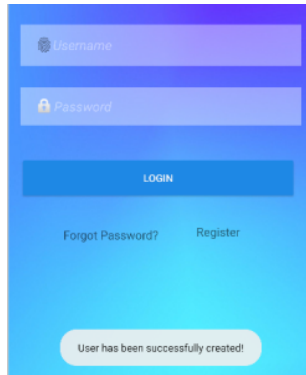 Username
Password
LOGIN
Forgot Password? Register
User has been successfully created!